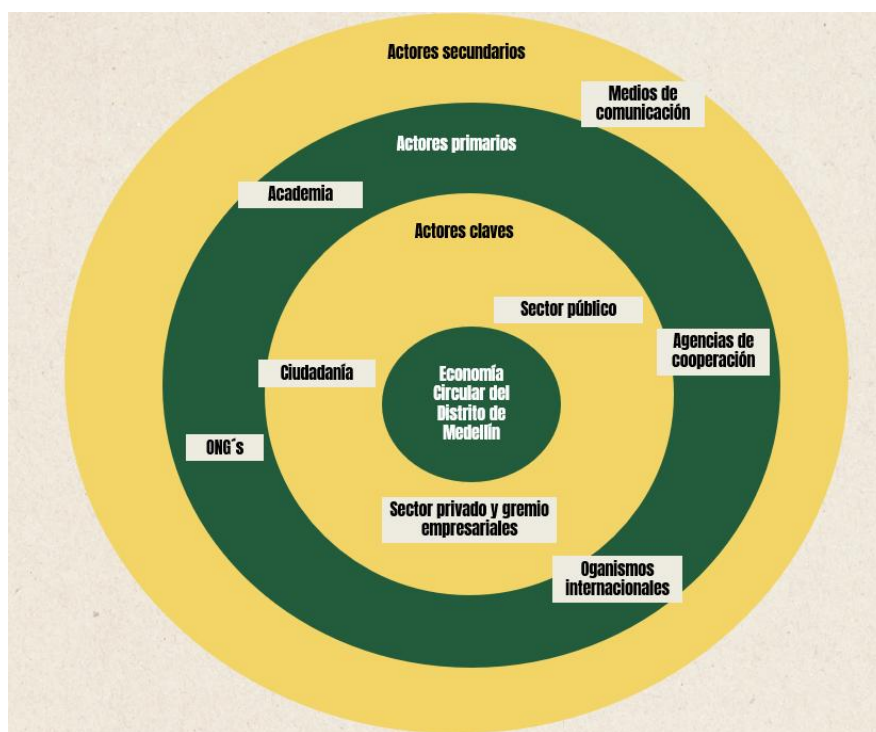 Actores secundarios
Medios de
comunicación
Actores primarios
Academia
Actores claves
Sector público
Agencias de
cooperación
Ciudadanía
Economía
Circular del
Distrito de
Medellín
ONG´s
Sector privado y gremio
empresariales
Oganismos
internacionales